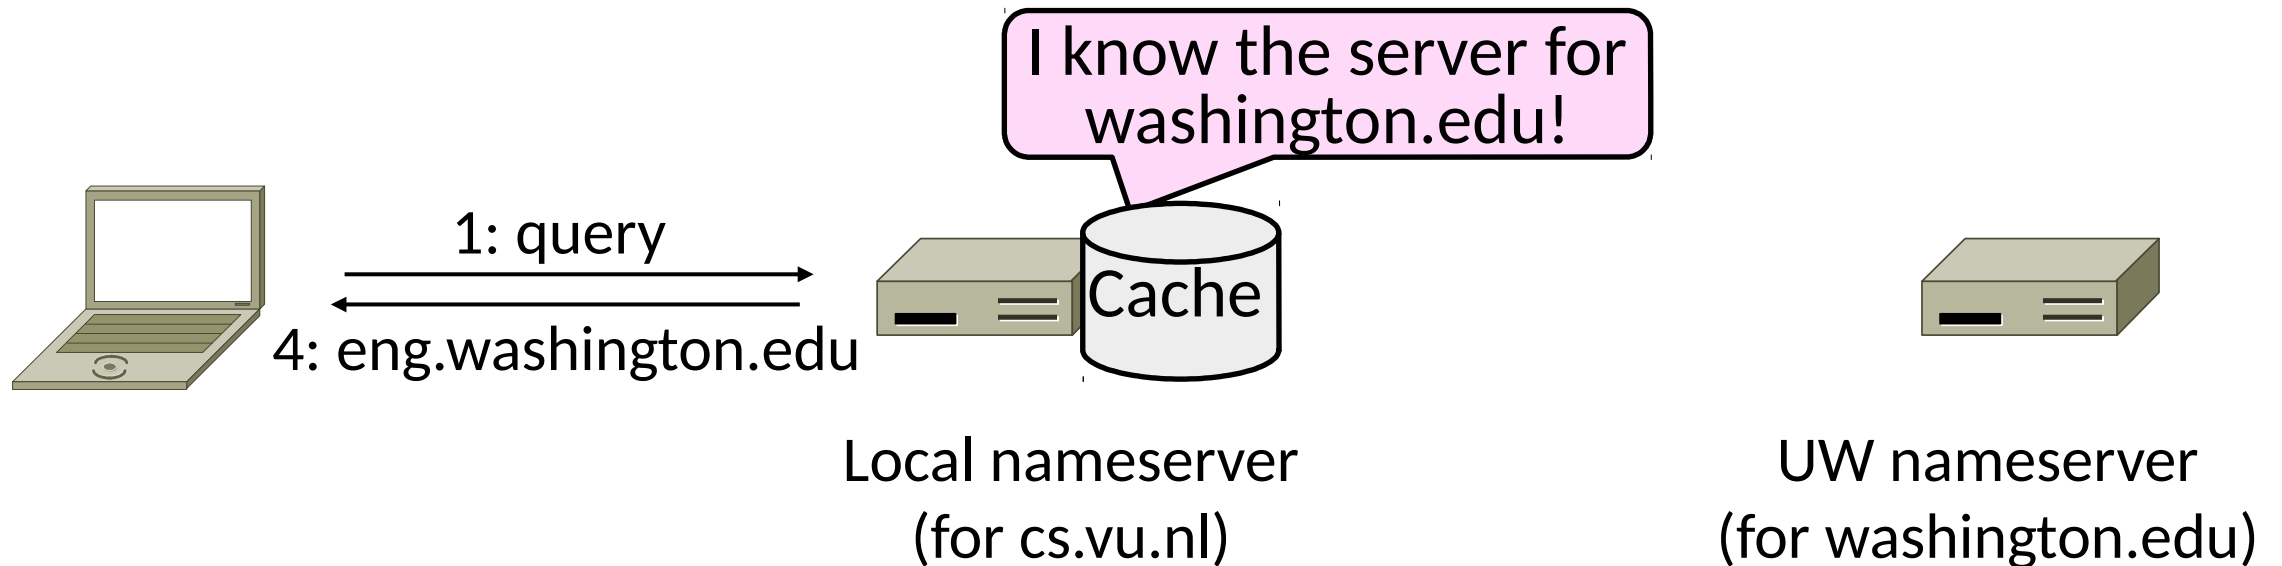 I know the server for
washington.edu!
1: query
Cache
4: eng.washington.edu
Local nameserver
(for cs.vu.nl)
UW nameserver
(for washington.edu)